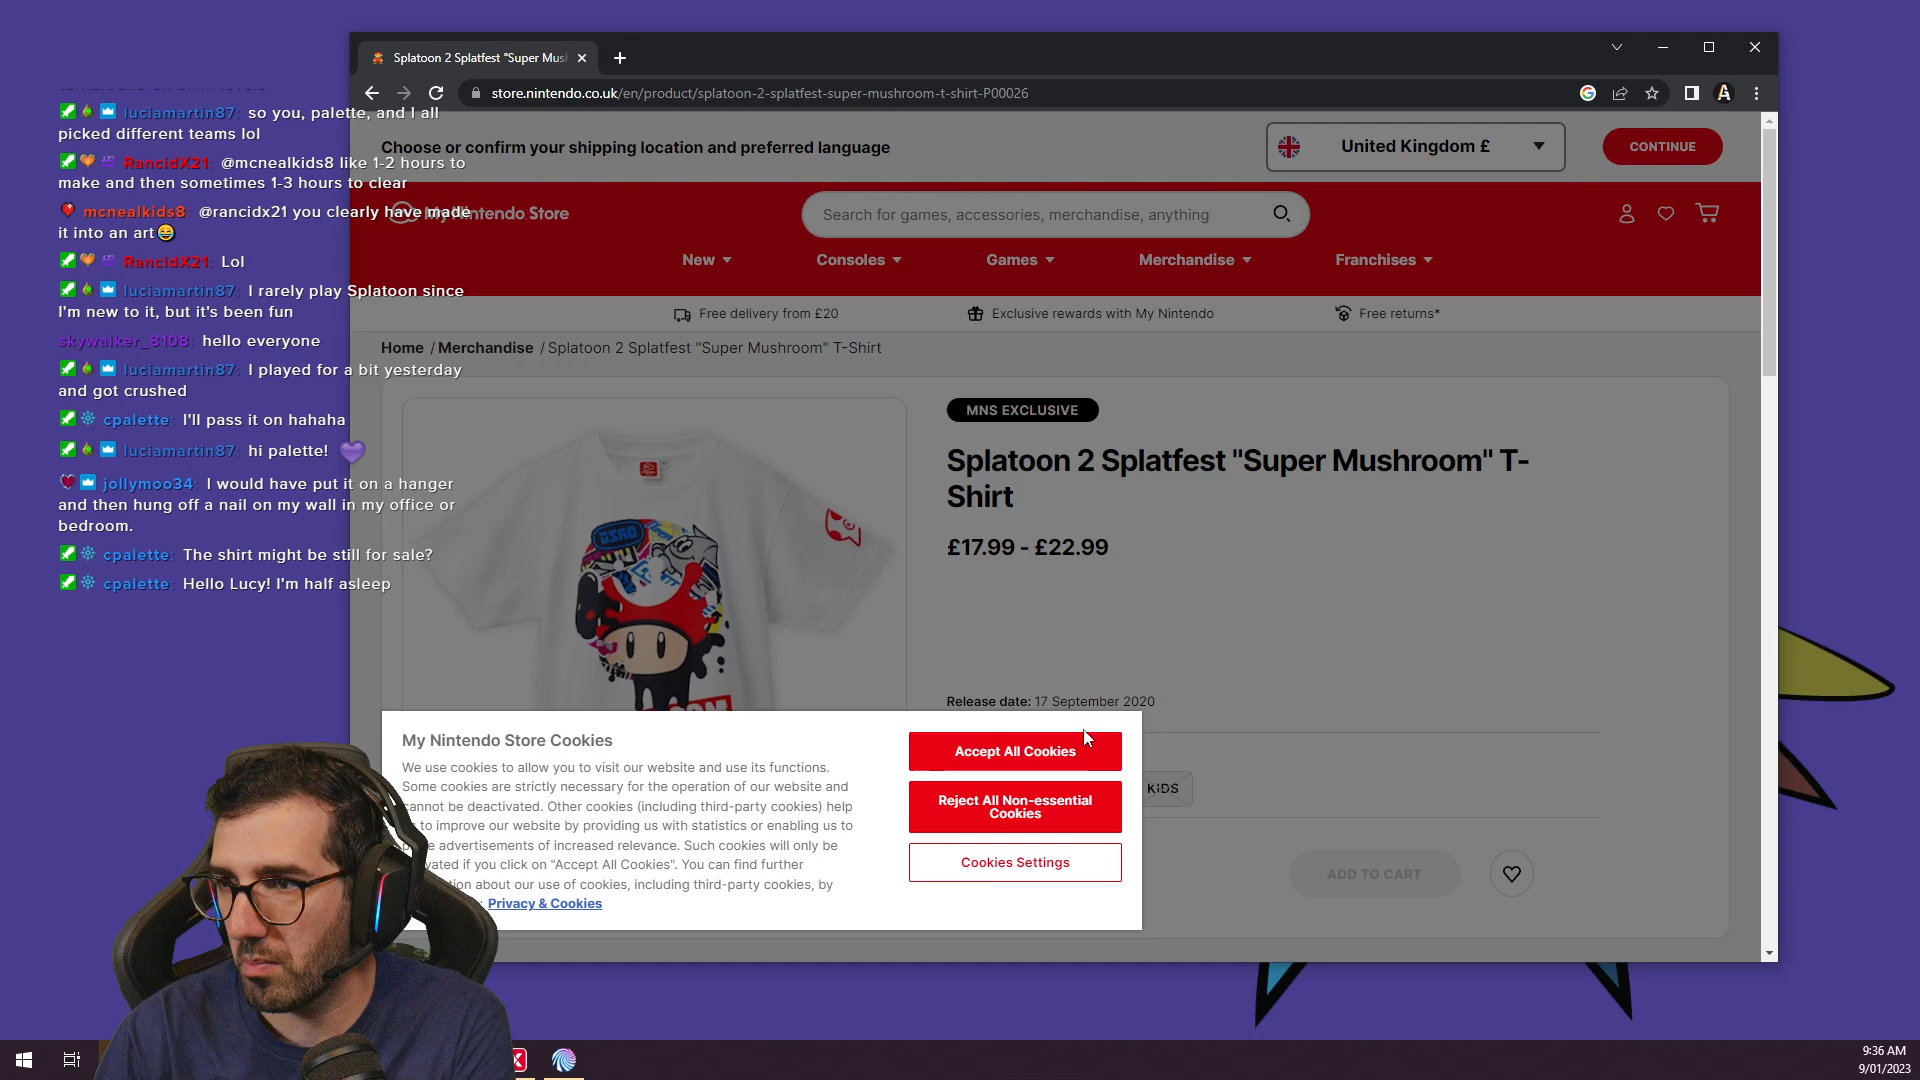 Splatoon 2 Splatfest "Super Mus
store.nintendo.co.uk/en/product/splatoon-2-splatfest-super-mushroom-t-shirt-P00026
luciamartin87: so you, palette, and I all
picked different teams lol
RancidX21: @mcnealkids8 like 1-2 hours to
make and then sometimes 1-3 hours to clear
mcnealkids8: @rancidx21 you clearly have made
it into an art😂
RancidX21: Lol
luciamartin87: I rarely play Splatoon since
I'm new to it, but it's been fun
skywalker_8108: hello everyone
luciamartin87: I played for a bit yesterday
and got crushed
cpalette: I'll pass it on hahaha
luciamartin87: hi palette! 💜
jollymoo34: I would have put it on a hanger
and then hung off a nail on my wall in my office or
bedroom.
cpalette: The shirt might be still for sale?
cpalette: Hello Lucy! I'm half asleep
Choose or confirm your shipping location and preferred language
United Kingdom £
CONTINUE
My Nintendo Store
Search for games, accessories, merchandise, anything
New Consoles Games Merchandise Franchises
Free delivery from £20 Exclusive rewards with My Nintendo Free returns*
Home / Merchandise / Splatoon 2 Splatfest "Super Mushroom" T-Shirt
MNS EXCLUSIVE
Splatoon 2 Splatfest "Super Mushroom" T-
Shirt
£17.99 - £22.99
Release date: 17 September 2020
KIDS
ADD TO CART
My Nintendo Store Cookies
We use cookies to allow you to visit our website and use its functions.
Some cookies are strictly necessary for the operation of our website and
cannot be deactivated. Other cookies (including third-party cookies) help
to improve our website by providing us with statistics or enabling us to
advertisements of increased relevance. Such cookies will only be
if you click on "Accept All Cookies". You can find further
about our use of cookies, including third-party cookies, by
Privacy & Cookies
Accept All Cookies
Reject All Non-essential
Cookies
Cookies Settings
9:36 AM
9/01/2023